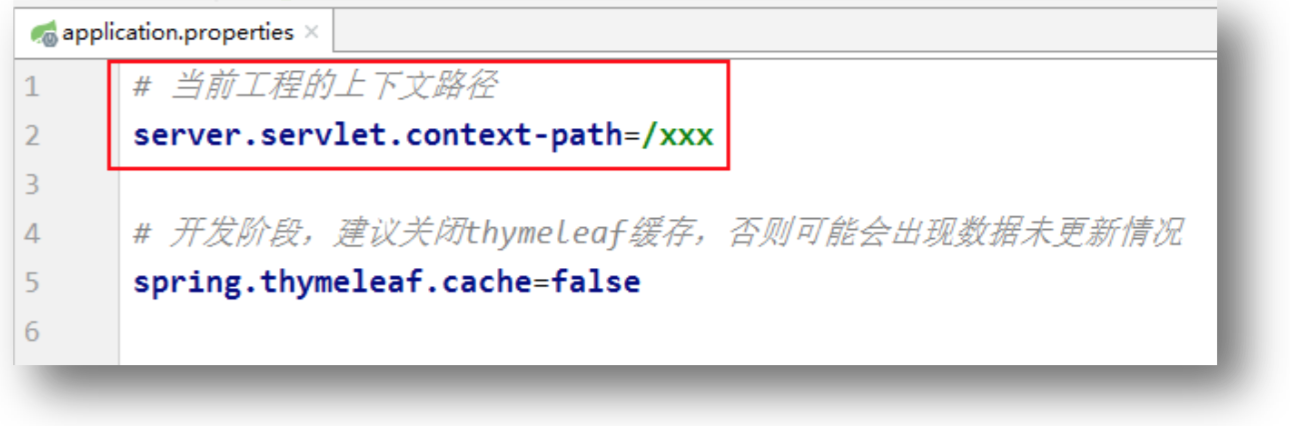 application.properties ×
1 # 当前工程的上下文路径
2 server.servlet.context-path=/xxx
3
4 # 开发阶段，建议关闭thymeleaf缓存，否则可能会出现数据未更新情况
5 spring.thymeleaf.cache=false
6